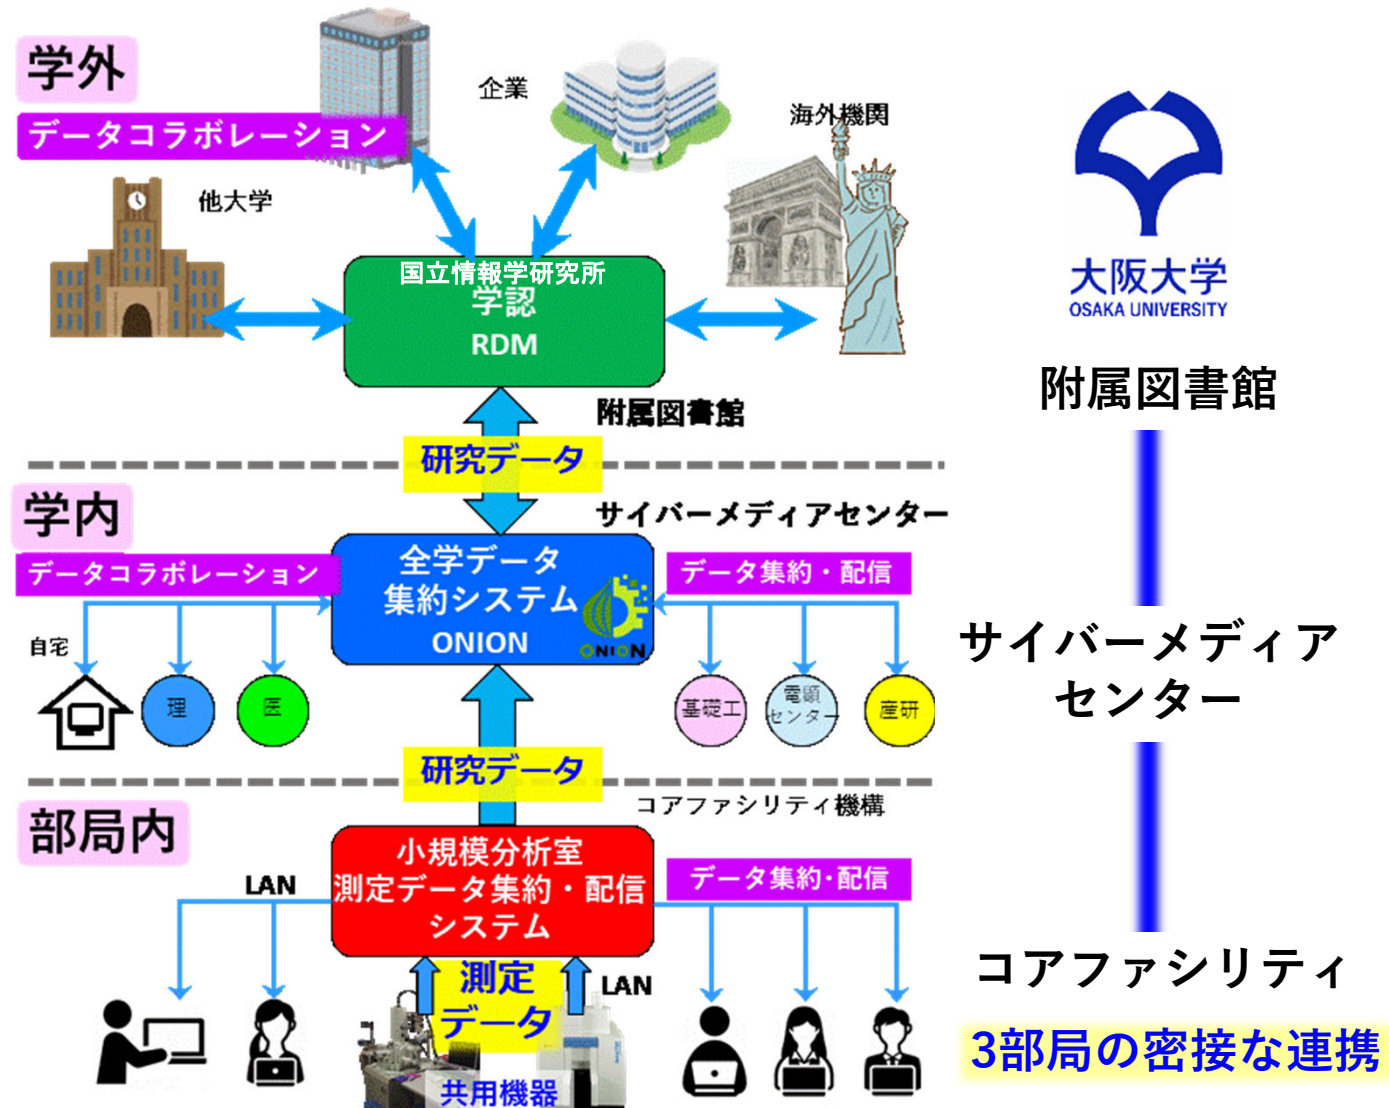 学外
データコラボレーション
企業
海外機関
他大学
国立情報学研究所
学認
RDM
附属図書館
研究データ
学内
サイバーメディアセンター
データコラボレーション
全学データ
集約システム
ONION
ONION
データ集約・配信
自宅
理
医
基礎工
電顕
センター
産研
研究データ
コアファシリティ機構
部局内
小規模分析室
測定データ集約・配信
システム
データ集約・配信
LAN
測定
データ
LAN
共用機器
大阪大学
OSAKA UNIVERSITY
附属図書館
サイバーメディア
センター
コアファシリティ
3部局の密接な連携